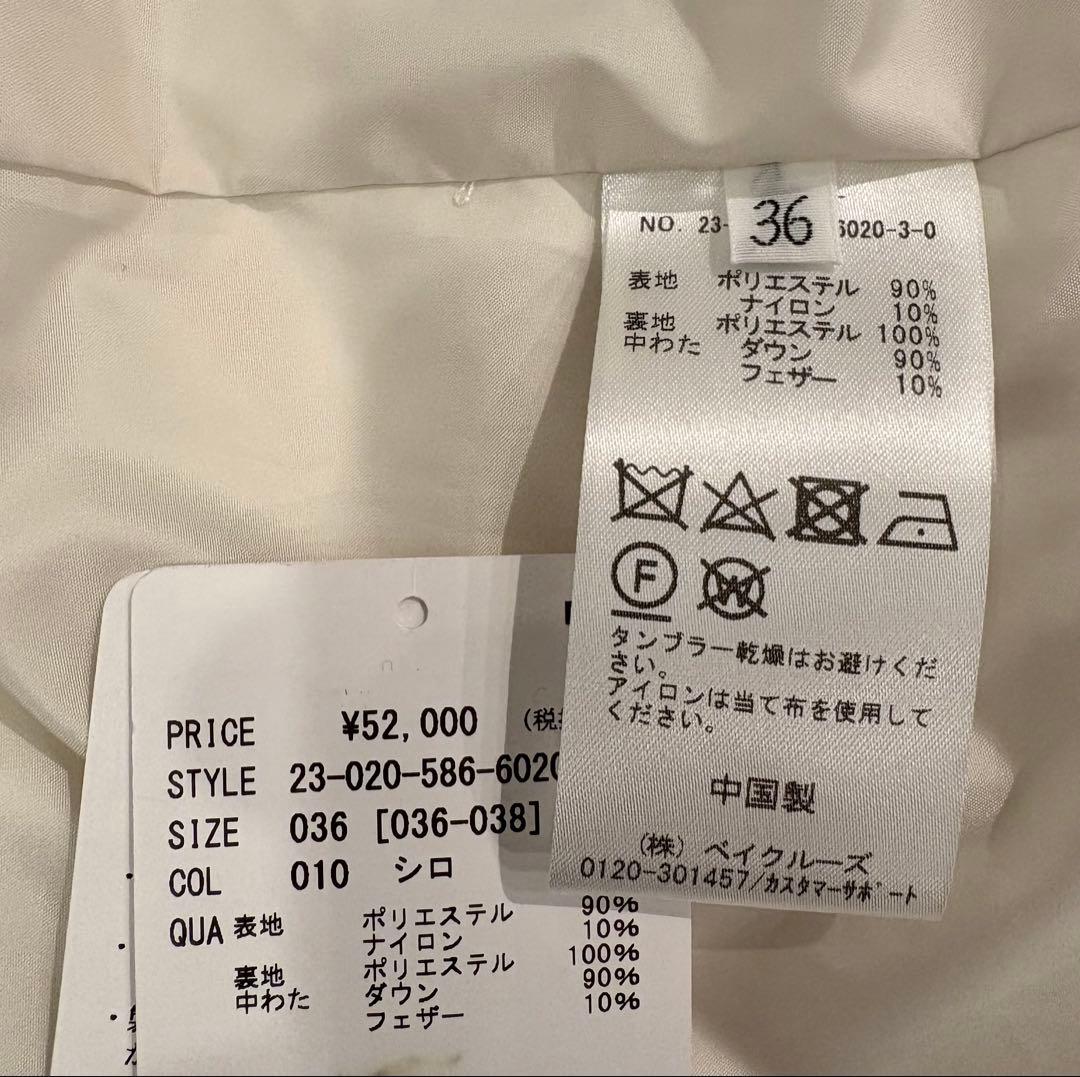 36
NO. 23- 6020-3-0
表地 ポリエステル 90%
ナイロン 10%
裏地 ポリエステル 100%
中わた ダウン 90%
フェザー 10%
F
W
タンブラー乾燥はお避けくだ
さい。
アイロンは当て布を使用して
ください。
中国製
(株) ベイクルーズ
0120-301457/カスタマーサポート
PRICE ¥52,000 (税
STYLE 23-020-586-6020
SIZE 036 [036-038]
COL 010 シロ
QUA 表地 ポリエステル 90%
ナイロン 10%
裏地 ポリエステル 100%
中わた ダウン 90%
フェザー 10%